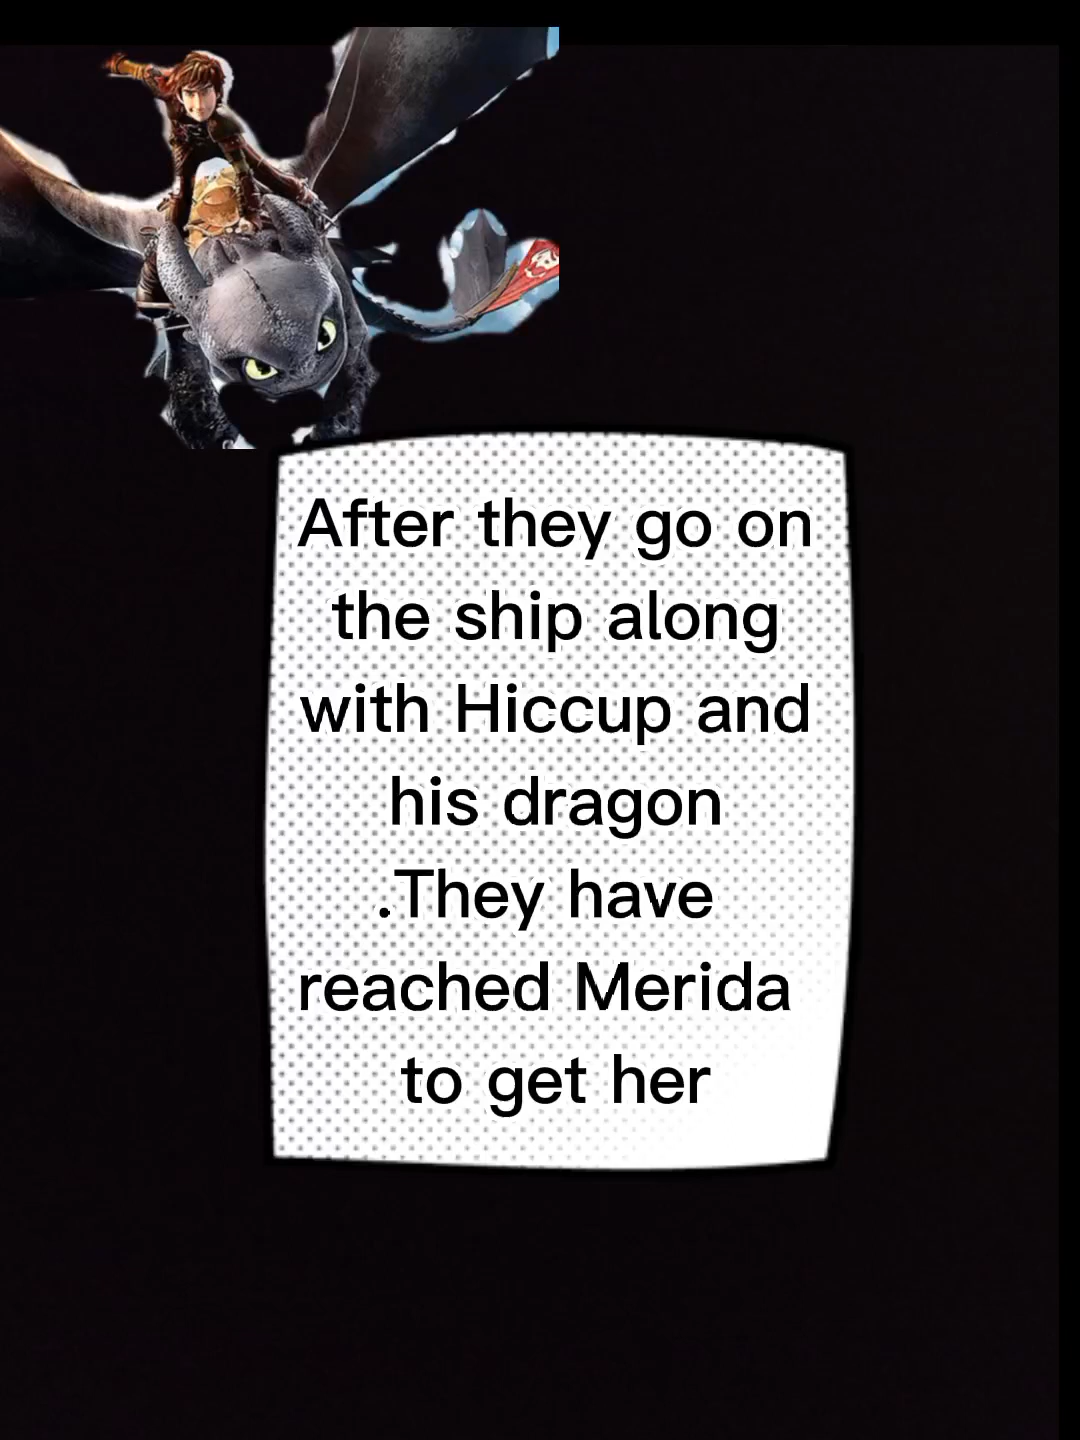 After they go on
the ship along
with Hiccup and
his dragon
.They have
reached Merida
to get her